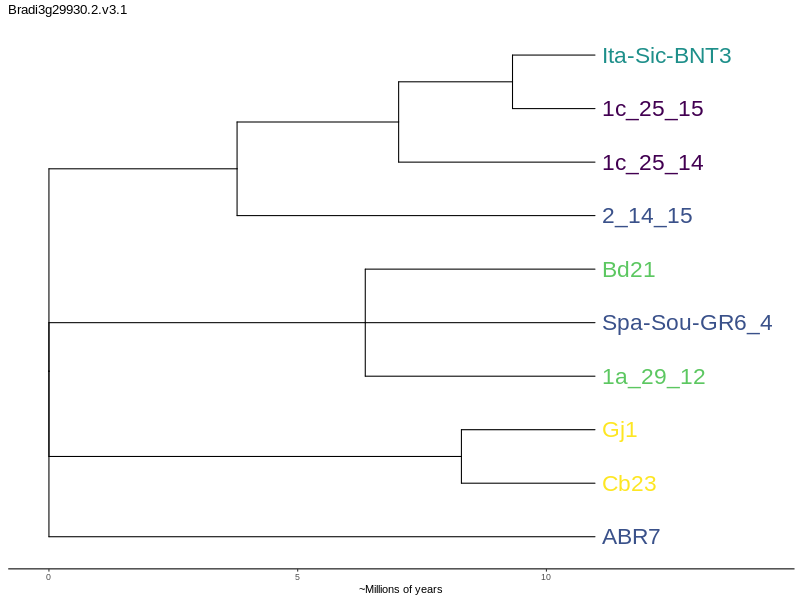 Bradi3g29930.2.v3.1
Ita-Sic-BNT3
1c_25_15
1c_25_14
2_14_15
Bd21
Spa-Sou-GR6_4
1a_29_12
Gj1
Cb23
ABR7
0 5 10
~Millions of years